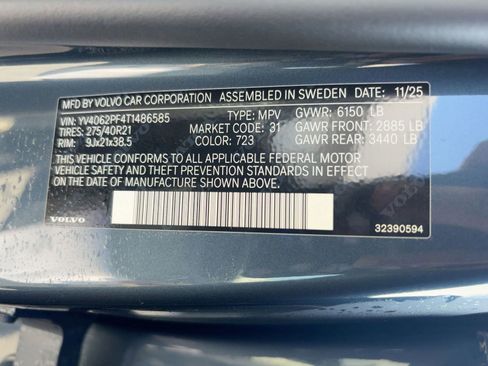 MFD BY: VOLVO CAR CORPORATION ASSEMBLED IN SWEDEN DATE: 11/25
VIN: YV4062PF4T1486585 TYPE: MPV GVWR: 6150 LB
TIRES: 275/40R21 MARKET CODE: 31 GAWR FRONT: 2885 LB
RIM: 9Jx21x38.5 COLOR: 723 GAWR REAR: 3440 LB
THIS VEHICLE CONFORMS TO ALL APPLICABLE FEDERAL MOTOR
VEHICLE SAFETY AND THEFT PREVENTION STANDARDS IN EFFECT
ON THE DATE OF MANUFACTURE SHOWN ABOVE.
VOLVO
32390594